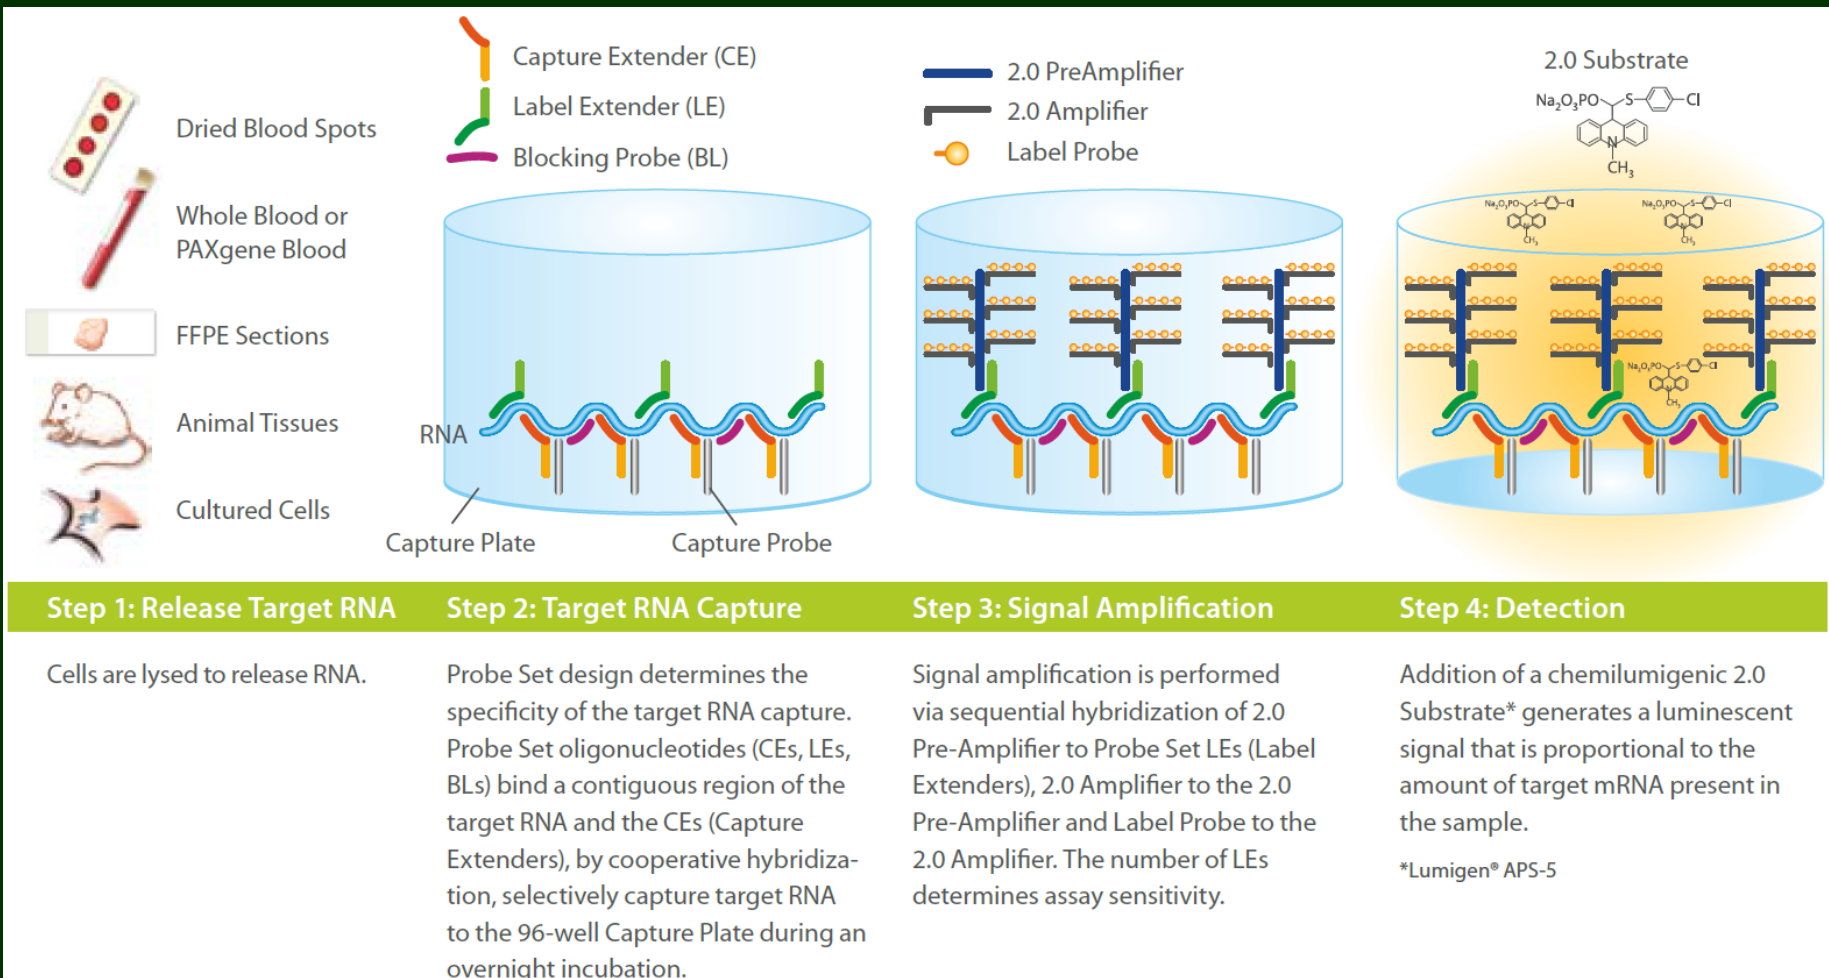 Dried Blood Spots
Whole Blood or
PAXgene Blood
FFPE Sections
Animal Tissues
Cultured Cells
Capture Extender (CE)
Label Extender (LE)
Blocking Probe (BL)
RNA
Capture Plate
Capture Probe
2.0 PreAmplifier
2.0 Amplifier
Label Probe
2.0 Substrate
Na₂O₃PO S Cl
N
CH₃
Na₂O₃PO S Cl
N
CH₃
Na₂O₃PO S Cl
N
CH₃
Na₂O₃PO S Cl
N
CH₃
Step 1: Release Target RNA
Cells are lysed to release RNA.
Step 2: Target RNA Capture
Probe Set design determines the
specificity of the target RNA capture.
Probe Set oligonucleotides (CEs, LEs,
BLs) bind a contiguous region of the
target RNA and the CEs (Capture
Extenders), by cooperative hybridiza-
tion, selectively capture target RNA
to the 96-well Capture Plate during an
overnight incubation.
Step 3: Signal Amplification
Signal amplification is performed
via sequential hybridization of 2.0
Pre-Amplifier to Probe Set LEs (Label
Extenders), 2.0 Amplifier to the 2.0
Pre-Amplifier and Label Probe to the
2.0 Amplifier. The number of LEs
determines assay sensitivity.
Step 4: Detection
Addition of a chemilumigenic 2.0
Substrate* generates a luminescent
signal that is proportional to the
amount of target mRNA present in
the sample.
*Lumigen® APS-5